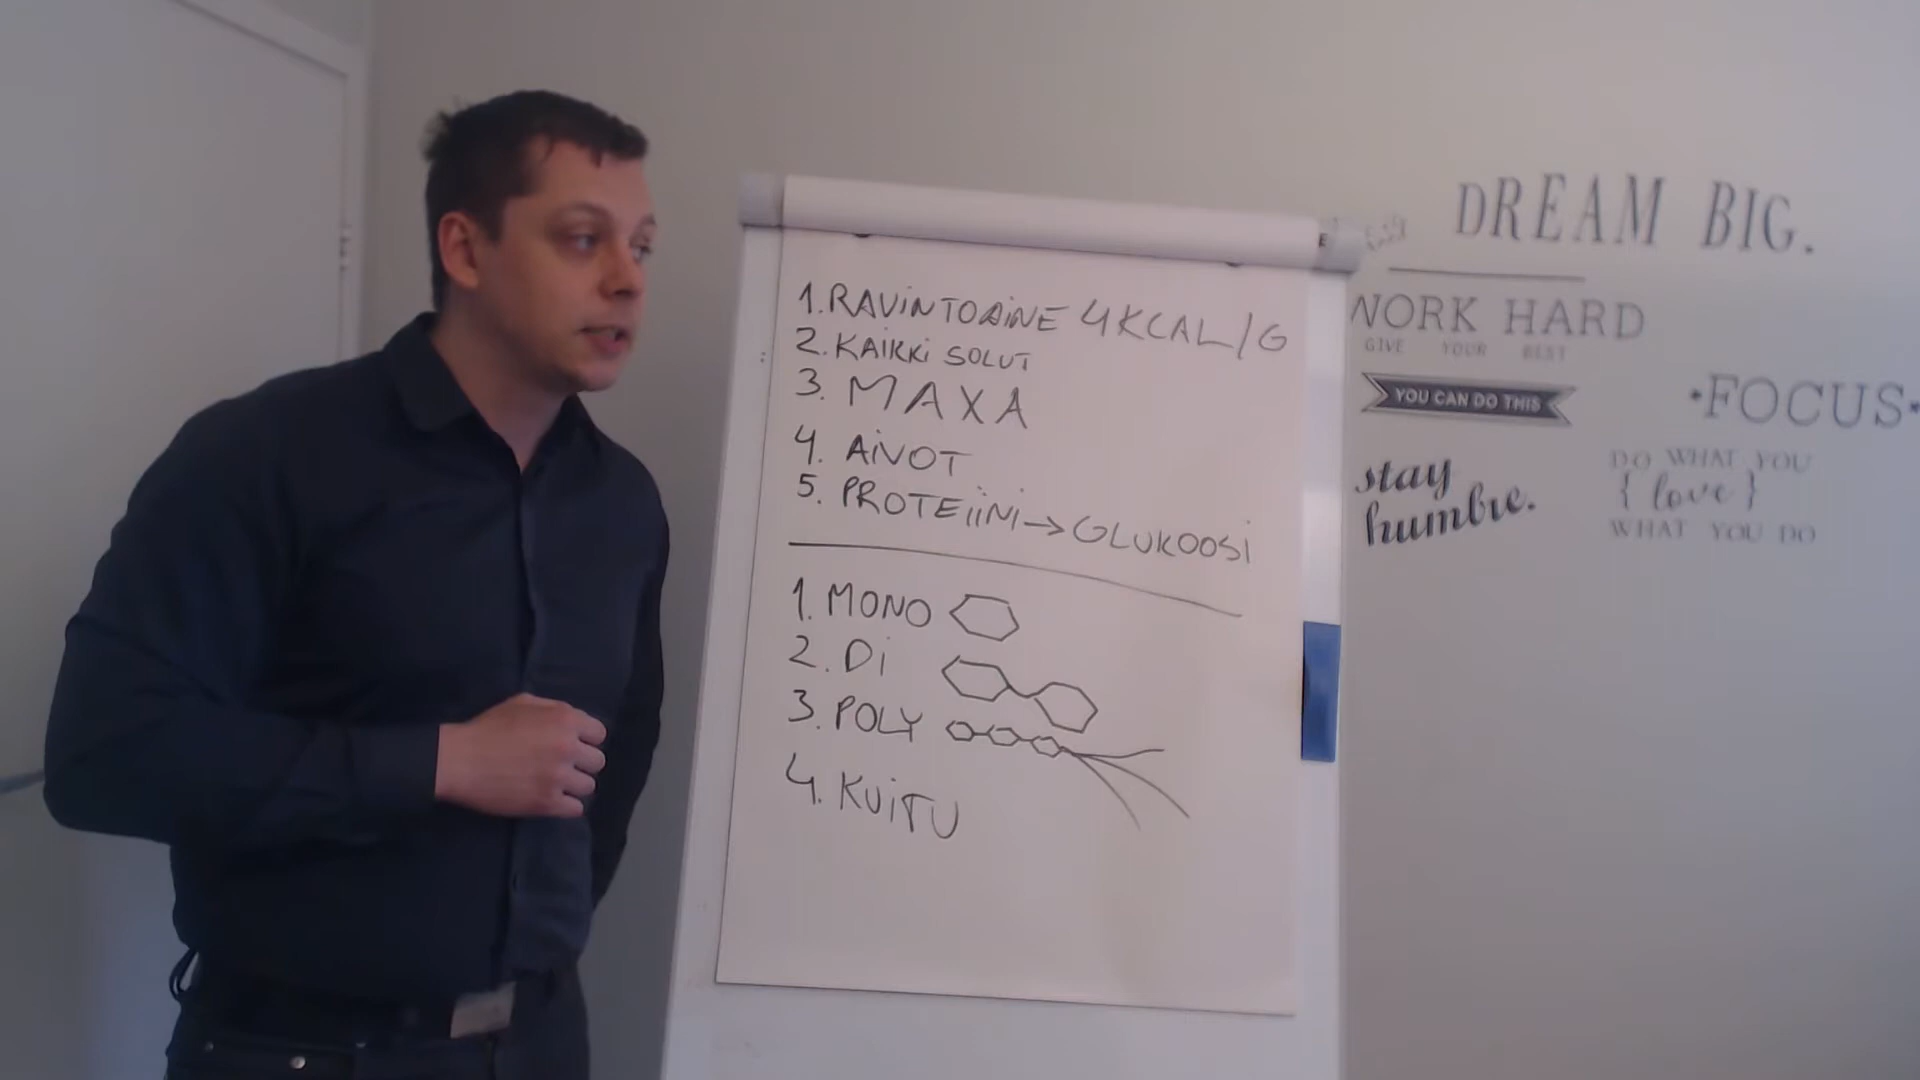 1. RAVINTOAINE 4KCAL/G
2. KAIKKI SOLUT
3. MAXA
4. AIVOT
5. PROTEIINI → GLUKOOSI
1. MONO
2. Di
3. POLY
4. KUITU
DREAM BIG.
WORK HARD
GIVE YOUR BEST
YOU CAN DO THIS
•FOCUS•
stay
humble.
DO WHAT YOU
{ love }
WHAT YOU DO